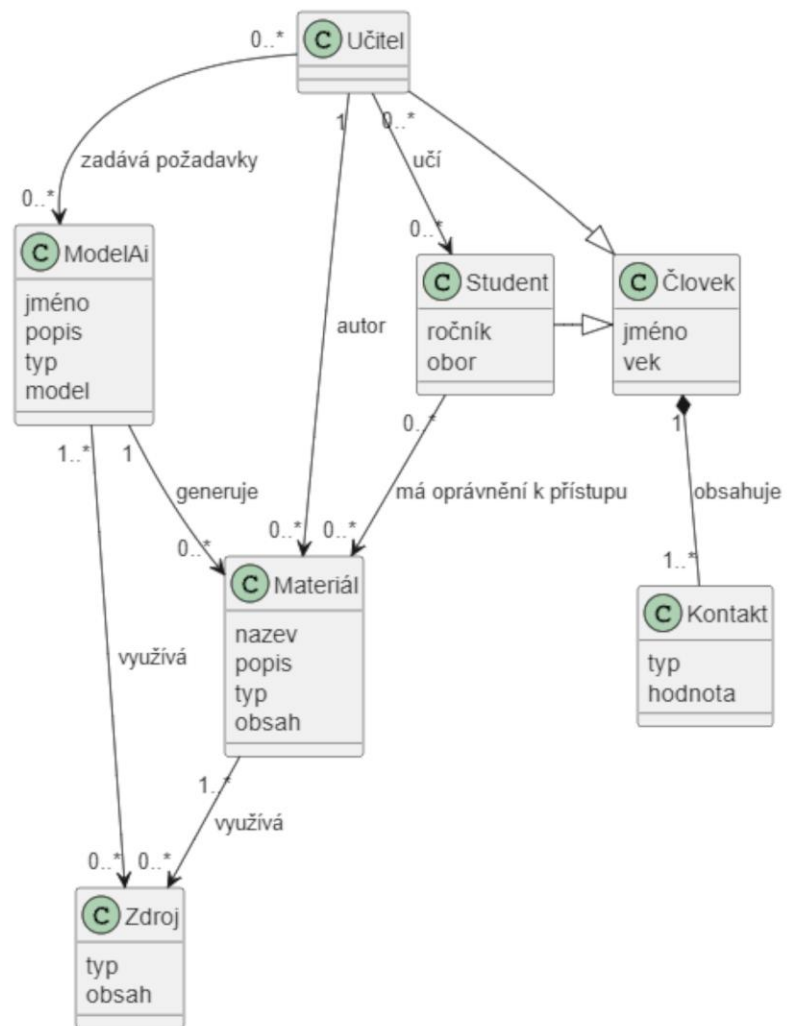 0..*
C Učitel
1
0..*
zadává požadavky
učí
0..*
0..*
C ModelAi
jméno
popis
typ
model
C Student
ročník
obor
C Človek
jméno
vek
autor
1..*
1
0..*
1
generuje
má oprávnění k přístupu
obsahuje
0..*
0..*
0..*
1..*
C Materiál
nazev
popis
typ
obsah
C Kontakt
typ
hodnota
využívá
1..*
využívá
0..*
0..*
C Zdroj
typ
obsah